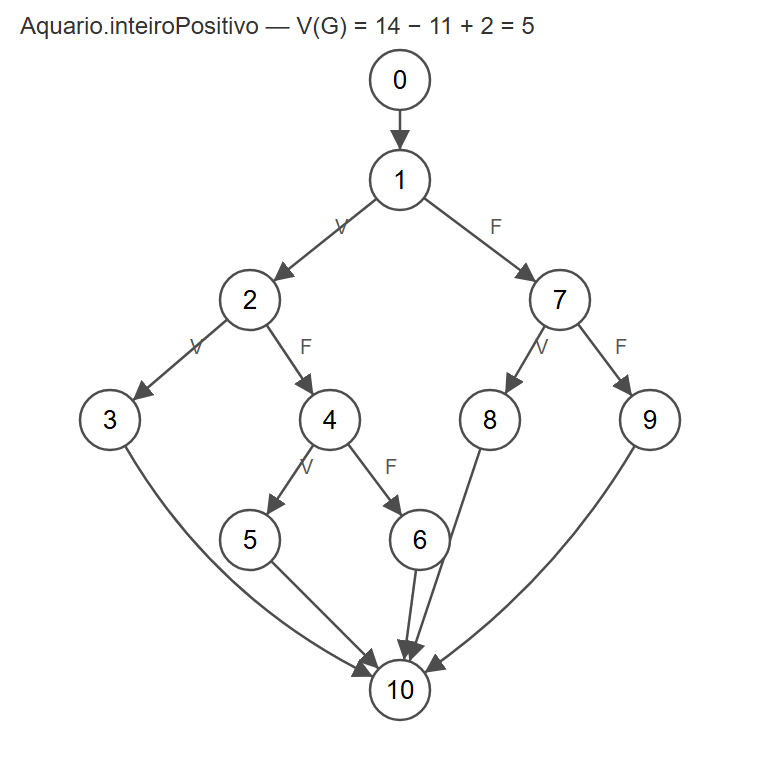 Aquario.inteiroPositivo — V(G) = 14 − 11 + 2 = 5
0
1
V F
2 7
V F V F
3 4 8 9
V F
5 6
10